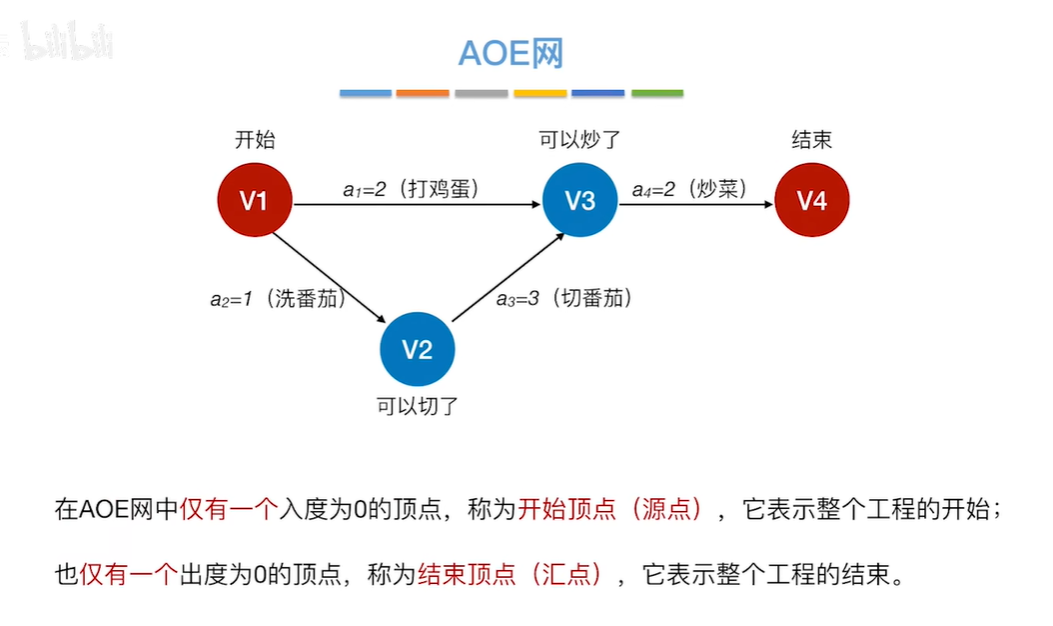 bilibili
AOE网
开始
可以炒了
结束
V1
a₁=2（打鸡蛋）
V3
a₄=2（炒菜）
V4
a₂=1（洗番茄）
a₃=3（切番茄）
V2
可以切了
在AOE网中仅有一个入度为0的顶点，称为开始顶点（源点），它表示整个工程的开始；
也仅有一个出度为0的顶点，称为结束顶点（汇点），它表示整个工程的结束。